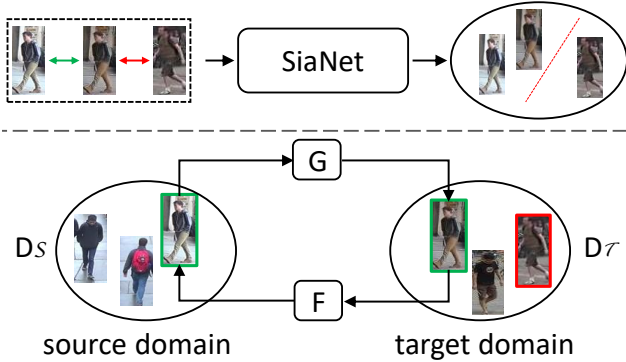 SiaNet
G
D𝑆
D𝒯
F
source domain
target domain